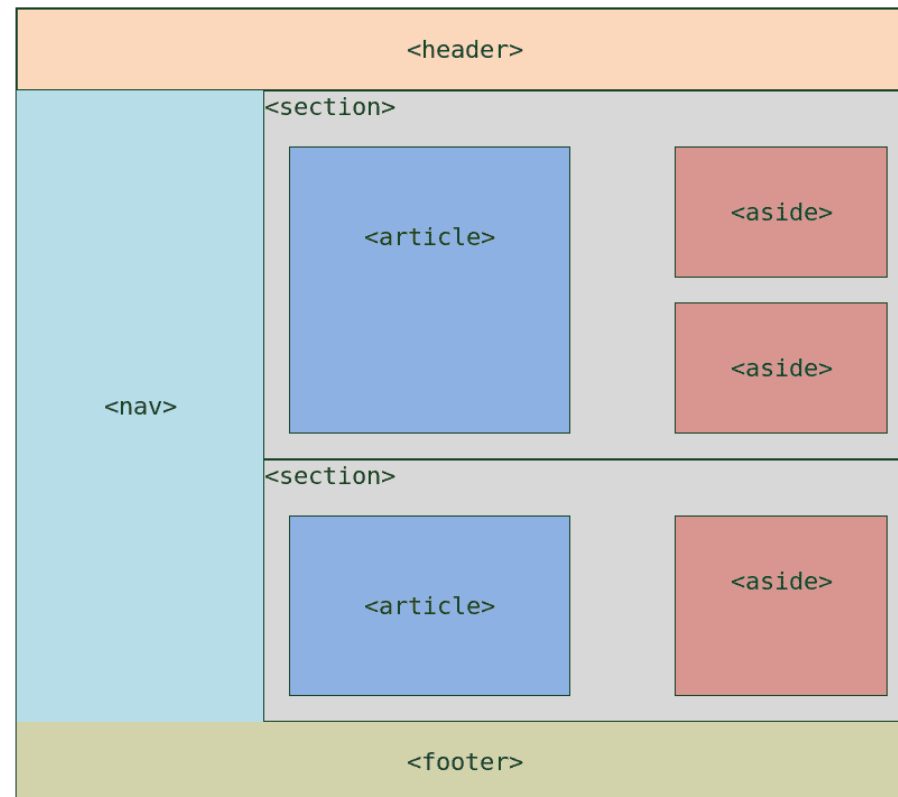 <header>
<section>
<article>
<aside>
<aside>
<nav>
<section>
<article>
<aside>
<footer>